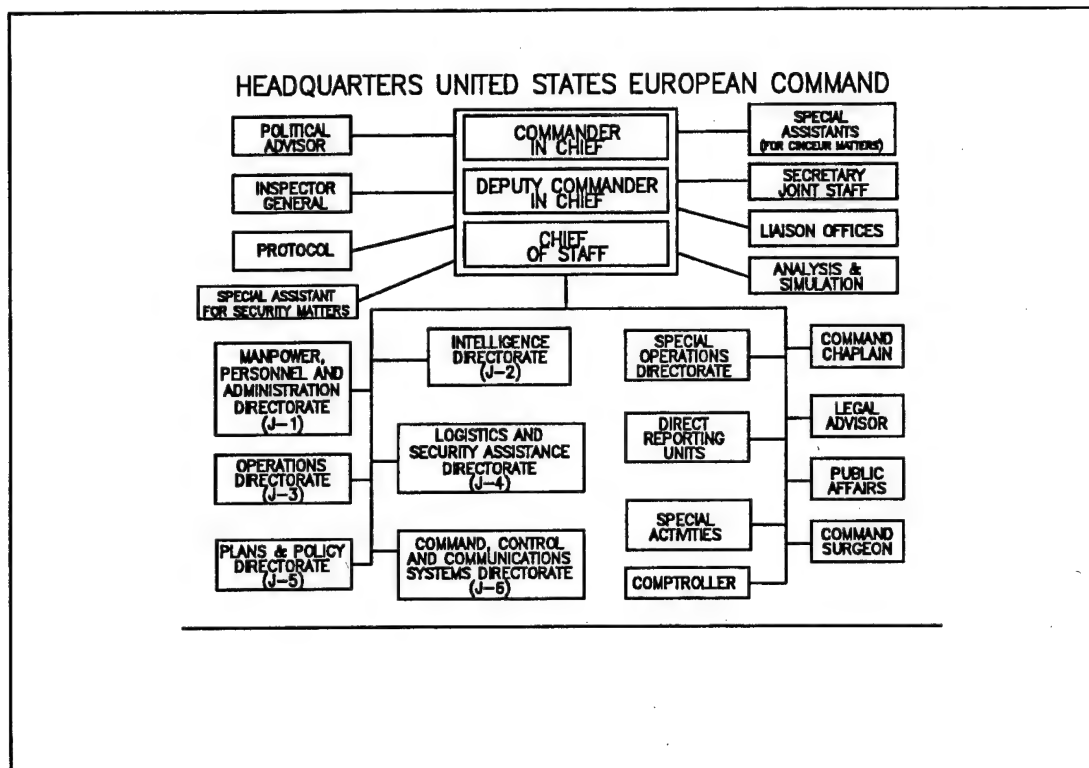 HEADQUARTERS UNITED STATES EUROPEAN COMMAND
POLITICAL
ADVISOR
INSPECTOR
GENERAL
PROTOCOL
SPECIAL ASSISTANT
FOR SECURITY MATTERS
COMMANDER
IN CHIEF
DEPUTY COMMANDER
IN CHIEF
CHIEF
OF STAFF
SPECIAL
ASSISTANTS
(FOR CINCEUR MATTERS)
SECRETARY
JOINT STAFF
LIAISON OFFICES
ANALYSIS &
SIMULATION
MANPOWER,
PERSONNEL AND
ADMINISTRATION
DIRECTORATE
(J-1)
OPERATIONS
DIRECTORATE
(J-3)
PLANS & POLICY
DIRECTORATE
(J-5)
INTELLIGENCE
DIRECTORATE
(J-2)
LOGISTICS AND
SECURITY ASSISTANCE
DIRECTORATE
(J-4)
COMMAND, CONTROL
AND COMMUNICATIONS
SYSTEMS DIRECTORATE
(J-6)
SPECIAL
OPERATIONS
DIRECTORATE
DIRECT
REPORTING
UNITS
SPECIAL
ACTIVITIES
COMPTROLLER
COMMAND
CHAPLAIN
LEGAL
ADVISOR
PUBLIC
AFFAIRS
COMMAND
SURGEON